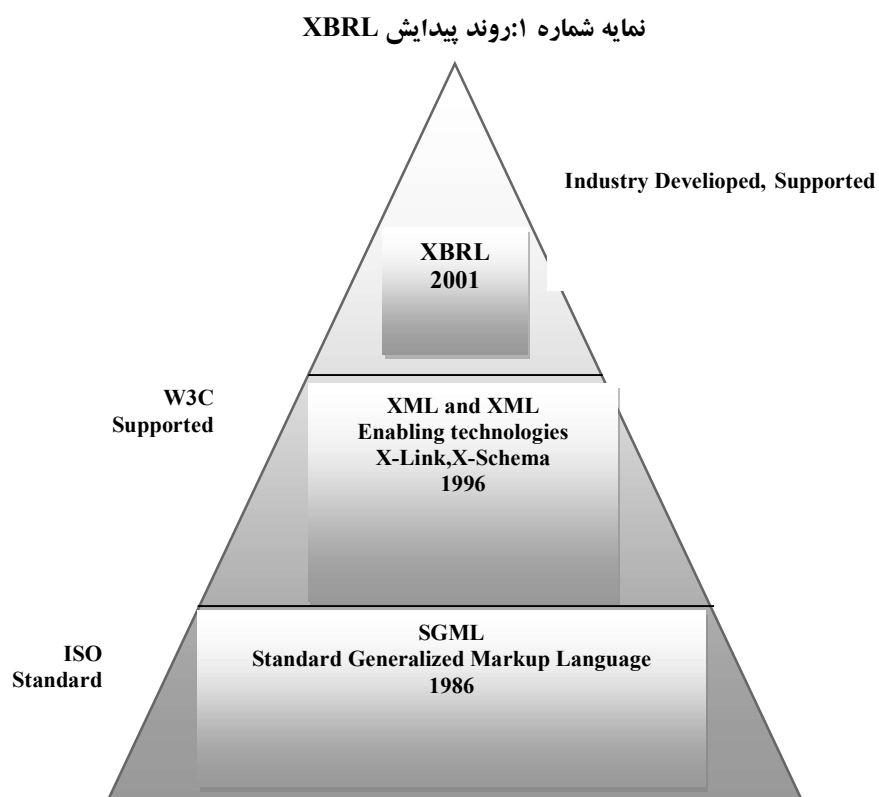 نمایه شماره ۱:روند پیدایش XBRL
Industry Develioped, Supported
XBRL
2001
W3C
Supported
XML and XML
Enabling technologies
X-Link,X-Schema
1996
ISO
Standard
SGML
Standard Generalized Markup Language
1986